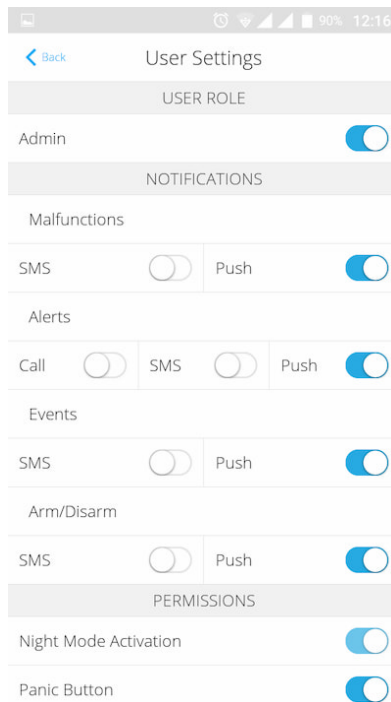 90% 12:16
Back User Settings
USER ROLE
Admin
NOTIFICATIONS
Malfunctions
SMS Push
Alerts
Call SMS Push
Events
SMS Push
Arm/Disarm
SMS Push
PERMISSIONS
Night Mode Activation
Panic Button